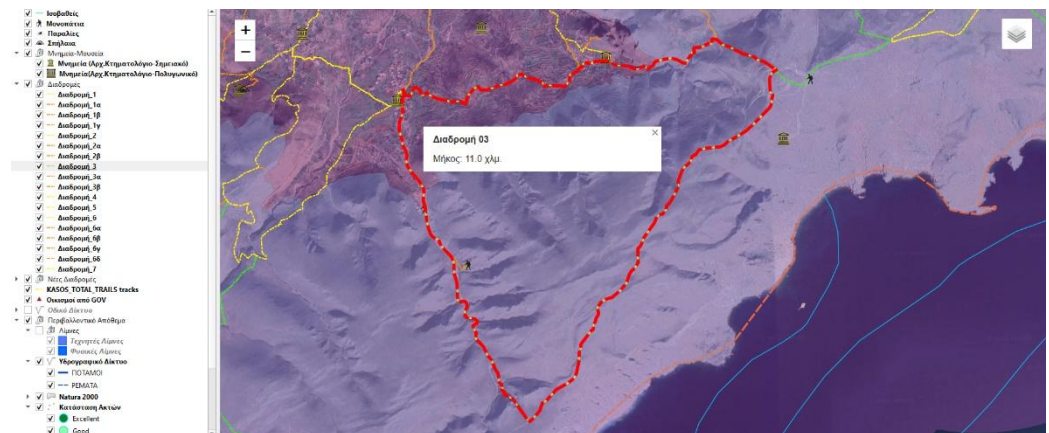 Ισοβαθείς
Μονοπάτια
Παραλίες
Σπήλαια
Μνημεία-Μουσεία
Μνημεία(Αρχ.Κτηματολόγιο-Σημειακό)
Μνημεία(Αρχ.Κτηματολόγιο-Πολυγωνικό)
Διαδρομες
Διαδρομή_1
Διαδρομή_1α
Διαδρομή_1β
Διαδρομή_1γ
Διαδρομή_2
Διαδρομή_2α
Διαδρομή_2β
Διαδρομή_3
Διαδρομή_3α
Διαδρομή_3β
Διαδρομή_4
Διαδρομή_5
Διαδρομή_6
Διαδρομή_6α
Διαδρομή_6β
Διαδρομή_6γ
Διαδρομή_6δ
Διαδρομή_7
Νέες Διαδρομές
KASOS_TOTAL_TRAILS tracks
Οικισμοί από GOV
Οδικό Δίκτυο
Περιβαλλοντικό Απόθεμα
Λίμνες
Τεχνητές Λίμνες
Φυσικές Λίμνες
Υδρογραφικό Δίκτυο
ΠΟΤΑΜΟΙ
ΡΕΜΑΤΑ
Natura 2000
Κατάσταση Ακτών
Excellent
Good
+
−
Διαδρομή 03
×
Μήκος: 11.0 χλμ.